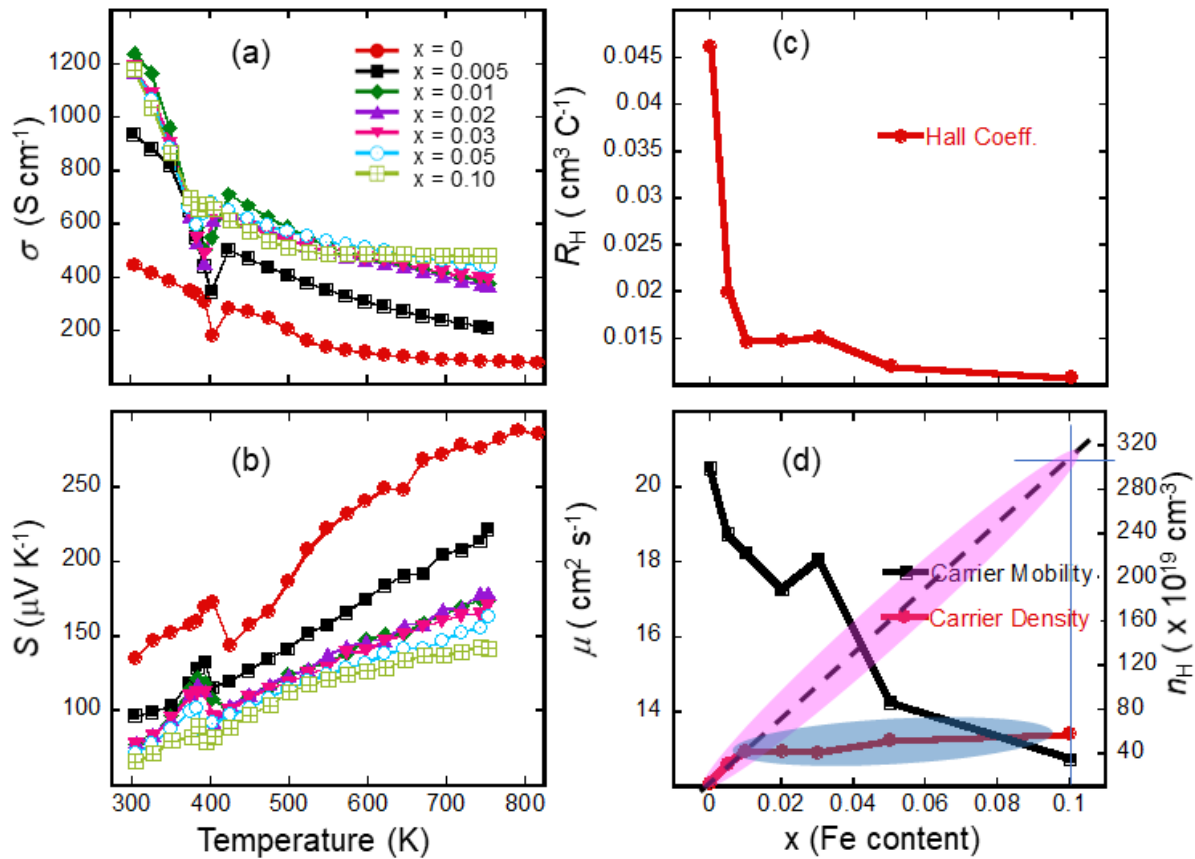 (a)
1200
1000
800
600
400
200
σ (S cm-1)
x = 0
x = 0.005
x = 0.01
x = 0.02
x = 0.03
x = 0.05
x = 0.10
(b)
250
200
150
100
S (μV K-1)
300 400 500 600 700 800
Temperature (K)
(c)
0.045
0.04
0.035
0.03
0.025
0.02
0.015
RH ( cm3 C-1)
Hall Coeff.
(d)
20
18
16
14
μ ( cm2 s-1)
Carrier Mobility
Carrier Density
320
280
240
200
160
120
80
40
nH ( x 1019 cm-3)
0 0.02 0.04 0.06 0.08 0.1
x (Fe content)